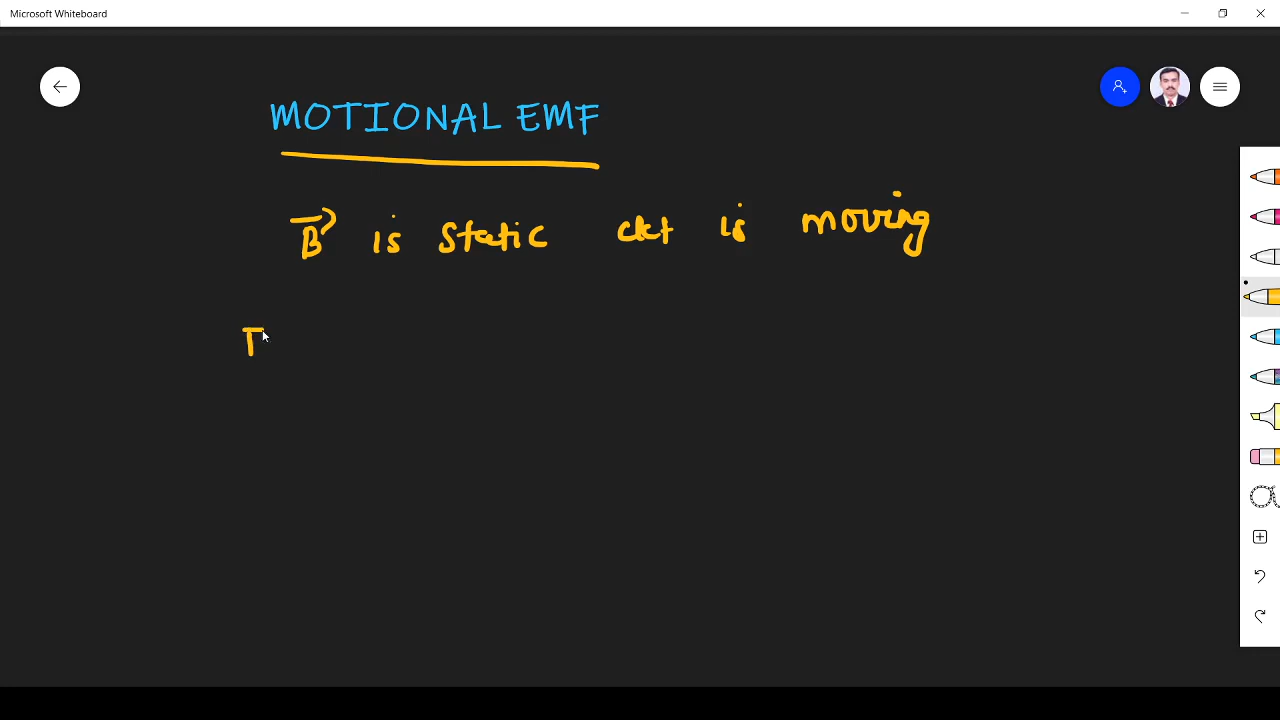 Microsoft Whiteboard
MOTIONAL EMF
B⃗ is static ckt is moving